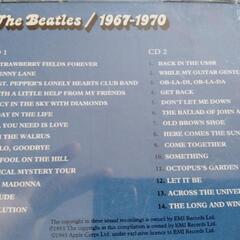 The Beatles / 1967-1970
1
TRAWBERRY FIELDS FOREVER
ENNY LANE
T. PEPPER'S LONELY HEARTS CLUB BAND
WITH A LITTLE HELP FROM MY FRIENDS
CY IN THE SKY WITH DIAMONDS
DAY IN THE LIFE
YOU NEED IS LOVE
M THE WALRUS
LO, GOODBYE
FOOL ON THE HILL
ICAL MYSTERY TOUR
MADONNA
UDE
LUTION
CD 2
1 BACK IN THE USSR
2 WHILE MY GUITAR GENTL
3 OB-LA-DI, OB-LA-DA
4 GET BACK
5 DON'T LET ME DOWN
6 THE BALLAD OF JOHN A
7 OLD BROWN SHOE
8 HERE COMES THE SUN
9 COME TOGETHER
10 SOMETHING
11 OCTOPUS'S GARDEN
12 LET IT BE
13 ACROSS THE UNIVER
14 THE LONG AND WIN
The copyright in these sound recordings is owned by EMI Records Ltd.
The copyright in this compilation is owned by EMI Records Ltd.
©1993 Apple Corps Ltd. under exclusive licence to EMI Records Ltd.